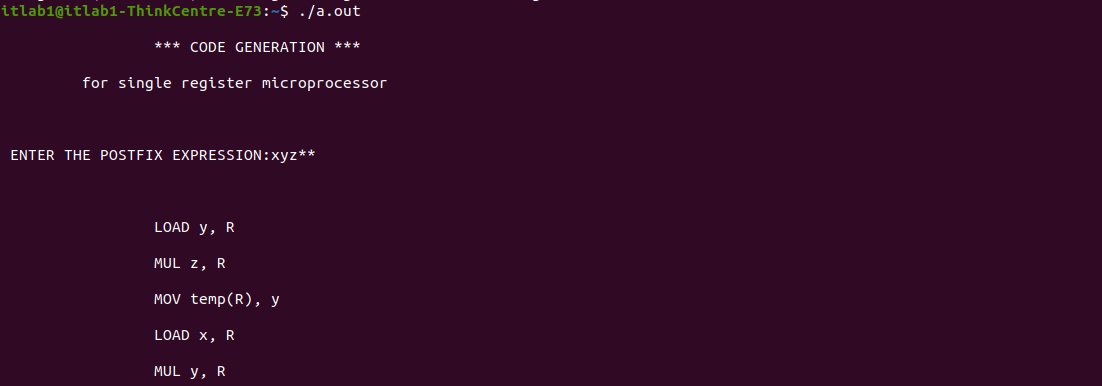 itlab1@itlab1-ThinkCentre-E73:~$ ./a.out
*** CODE GENERATION ***
for single register microprocessor
ENTER THE POSTFIX EXPRESSION:xyz**
LOAD y, R
MUL z, R
MOV temp(R), y
LOAD x, R
MUL y, R